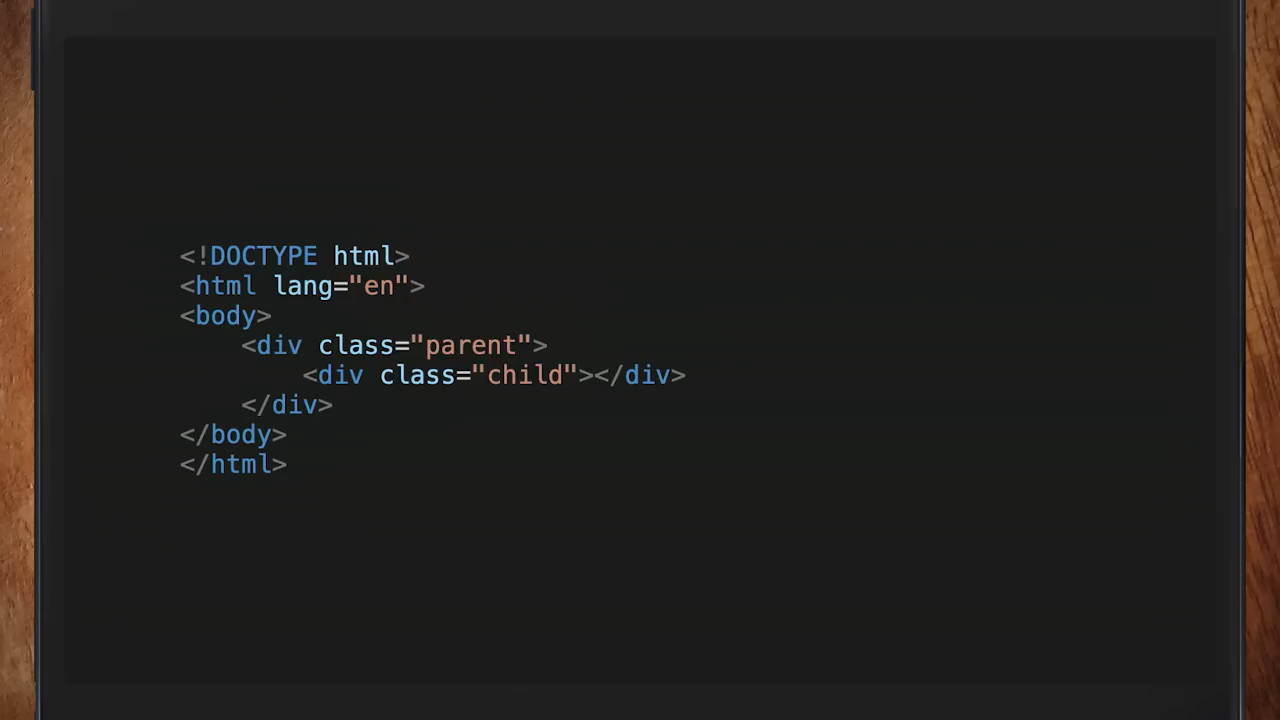 <!DOCTYPE html>
<html lang="en">
<body>
    <div class="parent">
        <div class="child"></div>
    </div>
</body>
</html>